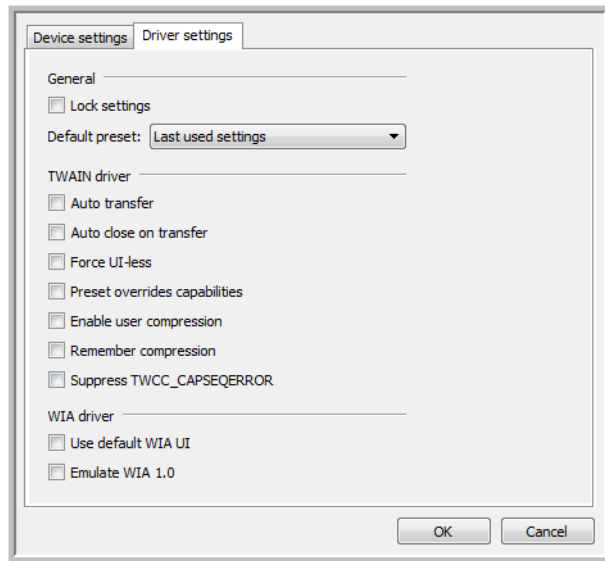 Device settings Driver settings
General
Lock settings
Default preset: Last used settings
TWAIN driver
Auto transfer
Auto close on transfer
Force UI-less
Preset overrides capabilities
Enable user compression
Remember compression
Suppress TWCC_CAPSEQERROR
WIA driver
Use default WIA UI
Emulate WIA 1.0
OK Cancel